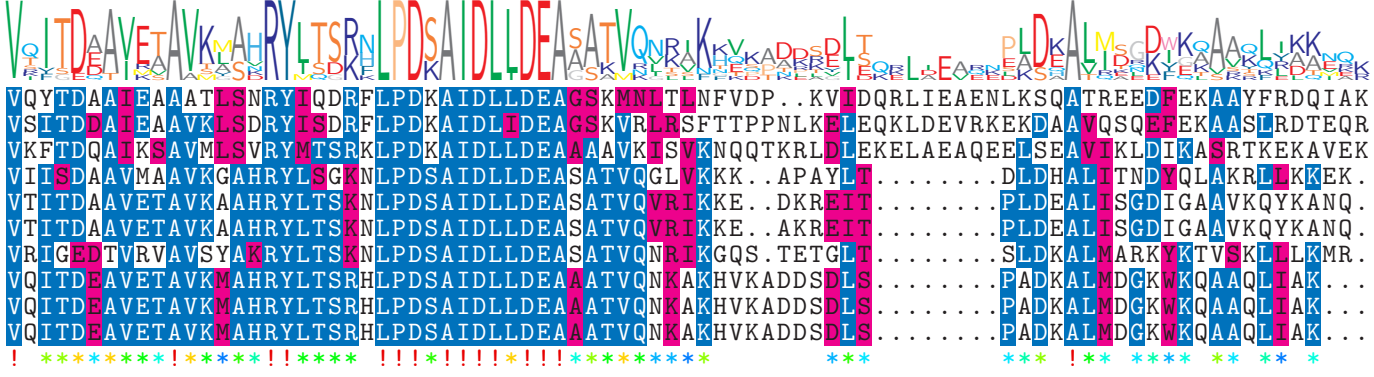 VQYTDAAIEAAATLSNRYIQDRFLPDKAIDLLDEAGSKMNLTLNFVDP..KVIDQRLIEAENLKSQATREEDFEKAAYFRDQIAK
VSITDDAIEAAVKLSDRYISDRFLPDKAIDLIDEAGSKVRLRSFTTPPNLKELEQKLDEVRKEKDAAVQSQEFEKAASLRDTEQR
VKFTDQAIKSAVMLSVRYMTSRKLPDKAIDLLDEAAAAVKISVKNQQTKRLDLEKELAEAQEELSEAVIKLDIKASRTKEKAVEK
VIISDAAVMAAVKGAHRYLSGKNLPDKAIDLLDEASATVQGLVKKK..APAYLT........DLDHALITNDYQLAKRLLKKEK.
VTITDAAVETAVKAAHRYLTSKNLPDSAIDLLDEASATVQVRIKKE..DKREIT........PLDEALISGDIGAAVKQYKANQ.
VTITDAAVETAVKAAHRYLTSKNLPDSAIDLLDEASATVQVRIKKE..AKREIT........PLDEALISGDIGAAVKQYKANQ.
VRIGEDTVRVAVSYAKRYLTSKNLPDSAIDLLDEASATVQNRIKGQS.TETGLT........SLDKALMARKYKTVSKLLLKMR.
VQITDEAVETAVKMAHRYLTSRHLPDSAIDLLDEAAATVQNKAKHVKADDSDLS........PADKALMDGKWKQAAQLIAK...
VQITDEAVETAVKMAHRYLTSRHLPDSAIDLLDEAAATVQNKAKHVKADDSDLS........PADKALMDGKWKQAAQLIAK...
VQITDEAVETAVKMAHRYLTSRHLPDSAIDLLDEAAATVQNKAKHVKADDSDLS........PADKALMDGKWKQAAQLIAK...
! ********!*****!!**** !!!*!!!!*!!!*********       ***        *** !** **** ** ** *